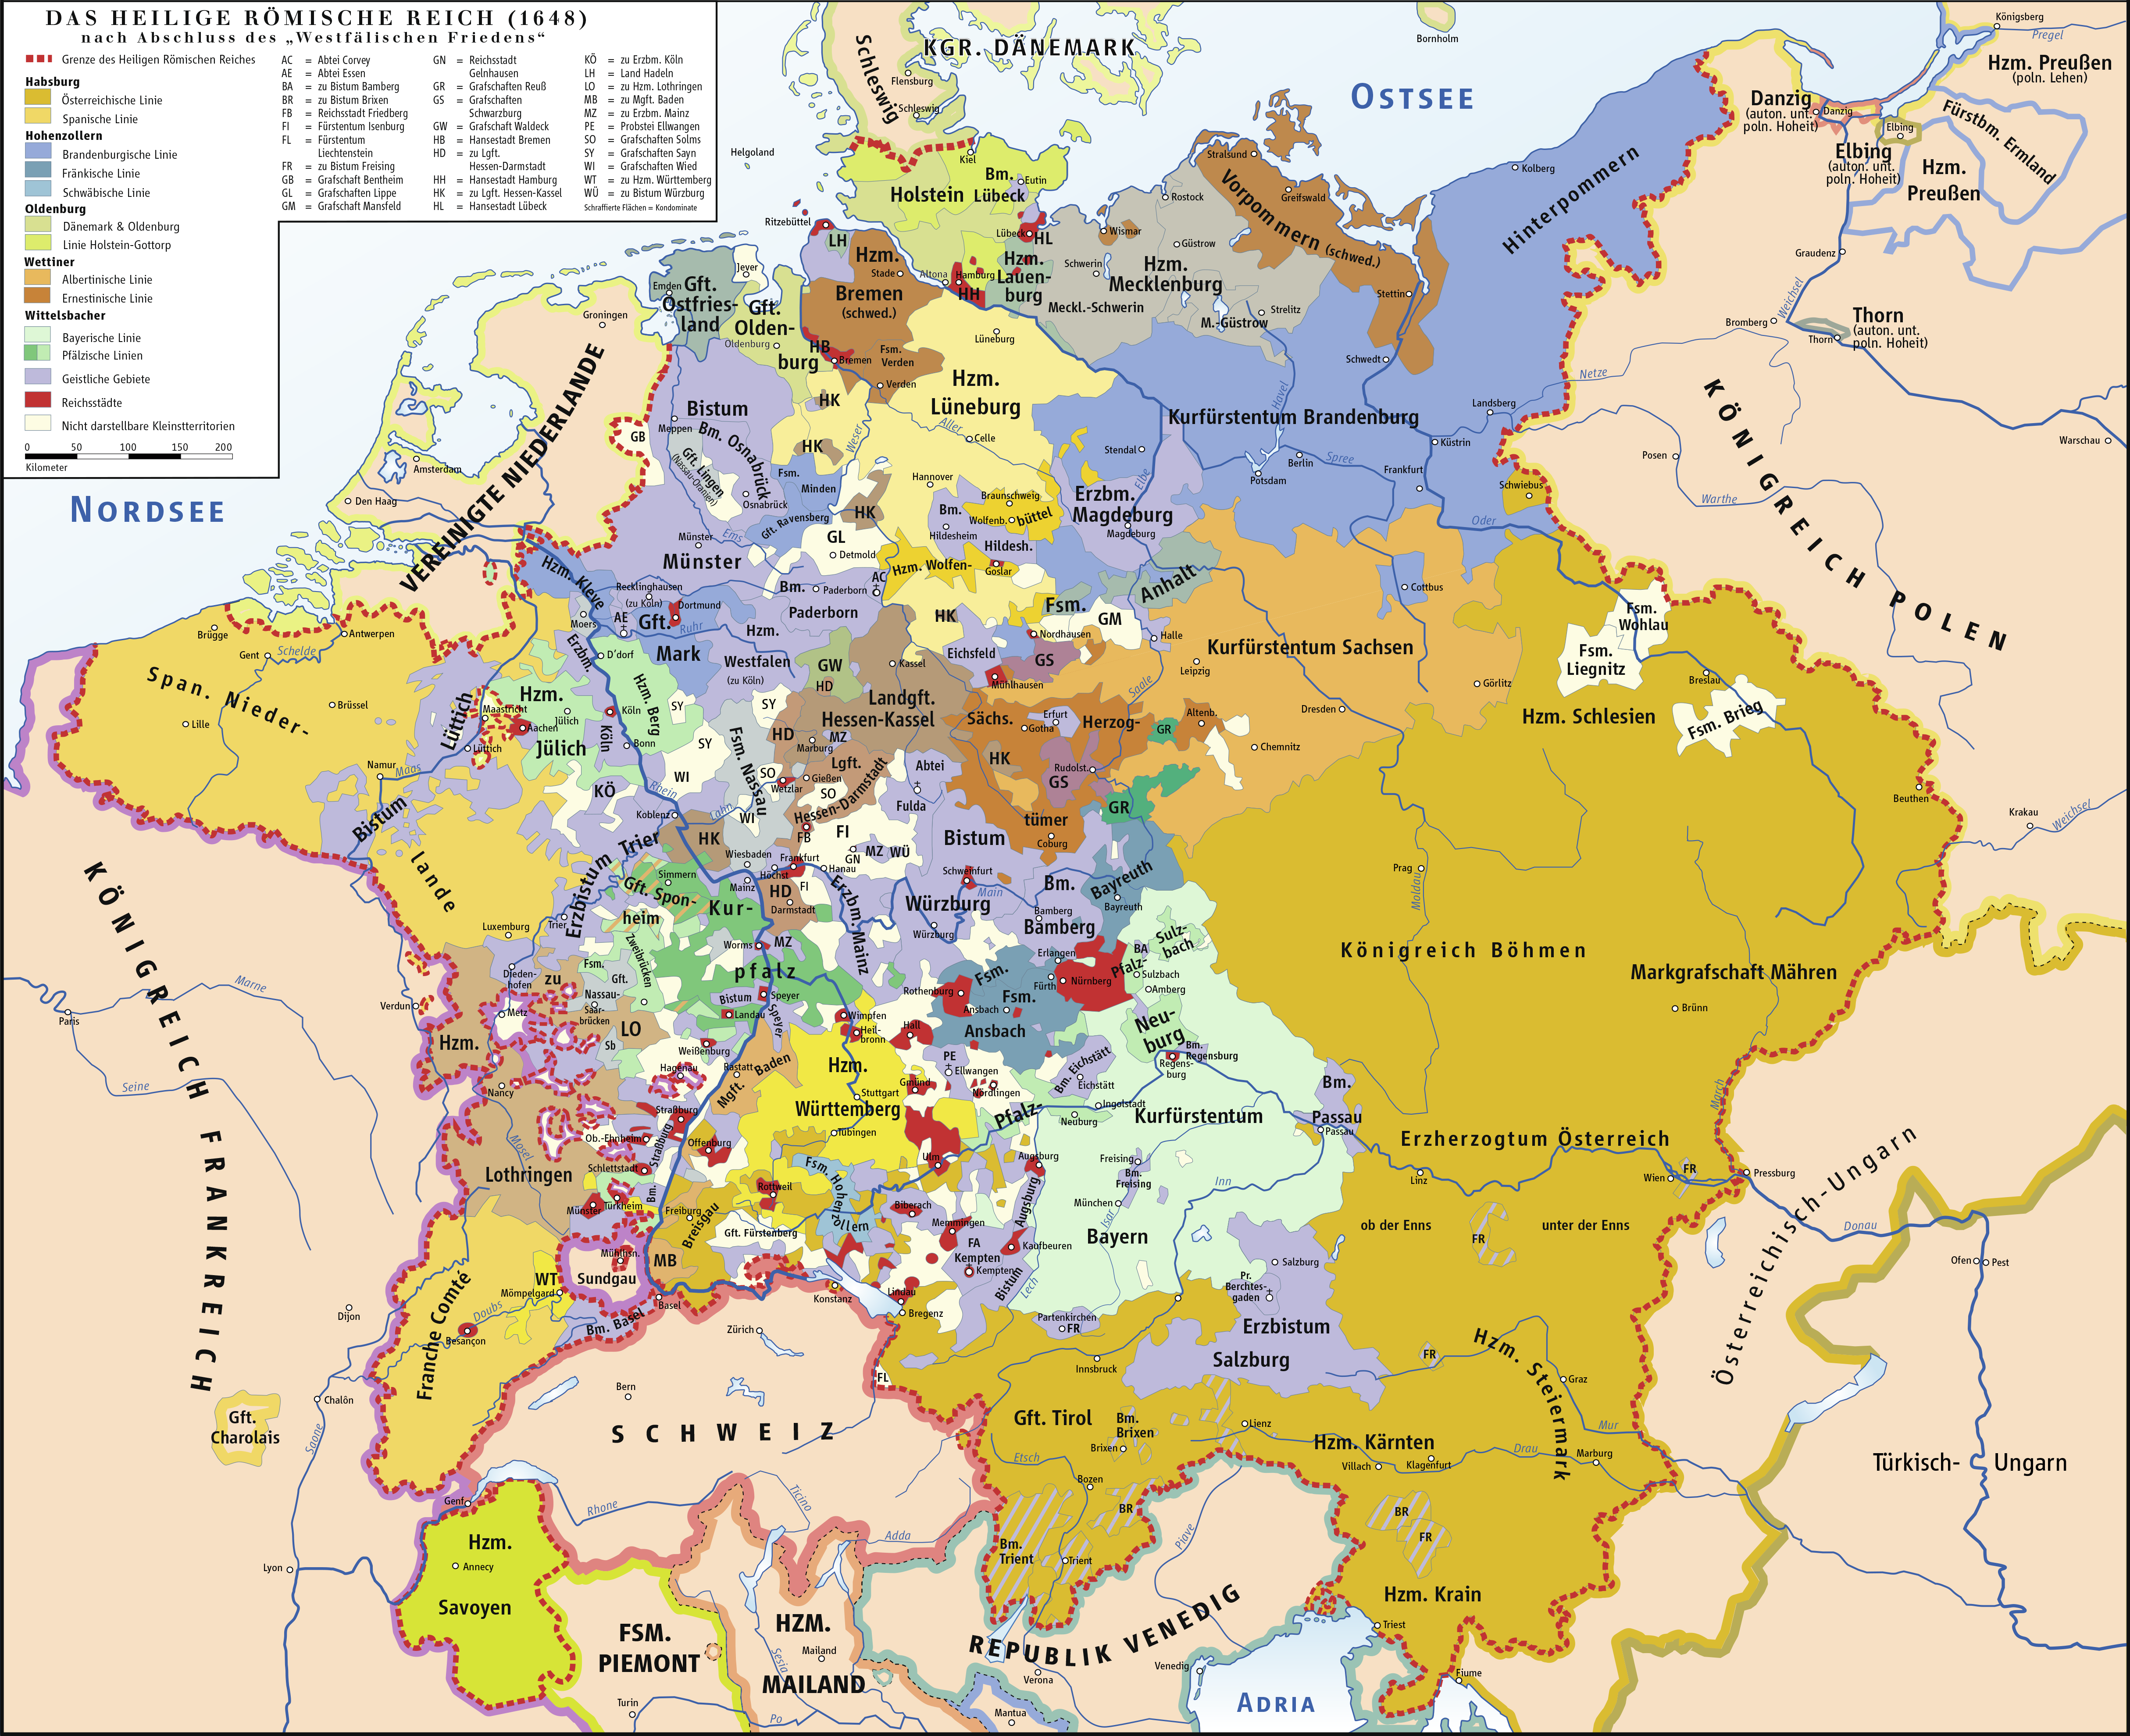 DAS HEILIGE RÖMISCHE REICH (1648)
nach Abschluss des „Westfälischen Friedens“
Grenze des Heiligen Römischen Reiches
Habsburg
Österreichische Linie
Spanische Linie
Hohenzollern
Brandenburgische Linie
Fränkische Linie
Schwäbische Linie
Oldenburg
Dänemark & Oldenburg
Linie Holstein-Gottorp
Wettiner
Albertinische Linie
Ernestinische Linie
Wittelsbacher
Bayerische Linie
Pfälzische Linien
Geistliche Gebiete
Reichsstädte
Nicht darstellbare Kleinstterritorien
0 50 100 150 200
Kilometer
AC = Abtei Corvey
AE = Abtei Essen
BA = zu Bistum Bamberg
BR = zu Bistum Brixen
FB = Reichsstadt Friedberg
FI = Fürstentum Isenburg
FL = Fürstentum
Liechtenstein
FR = zu Bistum Freising
GB = Grafschaft Bentheim
GL = Grafschaften Lippe
GM = Grafschaft Mansfeld
GN = Reichsstadt
Gelnhausen
GR = Grafschaften Reuß
GS = Grafschaften
Schwarzburg
GW = Grafschaft Waldeck
HB = Hansestadt Bremen
HD = zu Lgft.
Hessen-Darmstadt
HH = Hansestadt Hamburg
HK = zu Lgft. Hessen-Kassel
HL = Hansestadt Lübeck
KÖ = zu Erzbm. Köln
LH = Land Hadeln
LO = zu Hzm. Lothringen
MB = zu Mgft. Baden
MZ = zu Erzbm. Mainz
PE = Probstei Ellwangen
SO = Grafschaften Solms
SY = Grafschaften Sayn
WI = Grafschaften Wied
WT = zu Hzm. Württemberg
WÜ = zu Bistum Würzburg
Schraffierte Flächen = Kondominate
KGR. DÄNEMARK
Schleswig
Flensburg
Schleswig
Bornholm
OSTSEE
Königsberg
Pregel
Hzm. Preußen
(poln. Lehen)
Danzig
(auton. unt.
poln. Hoheit)
Danzig
Elbing
Elbing
(auton. unt.
poln. Hoheit)
Fürstbm. Ermland
Hzm.
Preußen
Helgoland
Kiel
Holstein
Bm.
Lübeck
Eutin
Stralsund
Greifswald
Vorpommern (schwed.)
Kolberg
Hinterpommern
Rostock
Wismar
Güstrow
Ritzebüttel
LH
Hzm.
Bremen
(schwed.)
Stade
Altona
Hamburg
HH
Lübeck
HL
Hzm.
Lauen-
burg
Schwerin
Hzm.
Mecklenburg
Meckl.-Schwerin
M.-Güstrow
Strelitz
Stettin
Graudenz
Weichsel
Bromberg
Thorn
Thorn
(auton. unt.
poln. Hoheit)
Jever
Emden
Gft.
Ostfries-
land
Gft.
Olden-
burg
Oldenburg
Groningen
HB
Bremen
Fsm.
Verden
Verden
Lüneburg
Hzm.
Lüneburg
Schwedt
Netze
Landsberg
Küstrin
KÖNIGREICH POLEN
Warschau
Posen
Warthe
Kurfürstentum Brandenburg
Havel
Berlin
Spree
Potsdam
Frankfurt
Schwiebus
Oder
Stendal
Elbe
Erzbm.
Magdeburg
Magdeburg
Bistum
Meppen
Bm. Osnabrück
Gft. Lingen
(Nassau-Oranien)
Osnabrück
GB
HK
HK
Weser
Aller
Celle
Fsm.
Minden
Gft. Ravensberg
HK
Hannover
Bm.
Hildesheim
Hildesh.
Braunschweig
Wolfenb.
büttel
Hzm. Wolfen-
Goslar
Amsterdam
Den Haag
NORDSEE
VEREINIGTE NIEDERLANDE
Münster
Ems
Münster
GL
Detmold
Bm.
Paderborn
Paderborn
AC
Hzm. Kleve
Recklinghausen
(zu Köln)
Dortmund
AE
Gft.
Mark
Ruhr
Moers
Hzm.
Westfalen
(zu Köln)
HK
Fsm.
Anhalt
GM
Nordhausen
Halle
Eichsfeld
GS
Mühlhausen
Cottbus
Kurfürstentum Sachsen
Leipzig
Saale
Görlitz
Dresden
Chemnitz
Fsm.
Wohlau
Fsm.
Liegnitz
Breslau
Fsm. Brieg
Hzm. Schlesien
Beuthen
Krakau
Weichsel
Brügge
Antwerpen
Gent
Schelde
Span. Nieder-
lande
Brüssel
Lille
Namur
Maas
Lüttich
Lüttich
Maastricht
Aachen
Bistum
Erzbm.
Köln
D'dorf
Hzm.
Jülich
Jülich
Hzm. Berg
Köln
Bonn
SY
SY
SY
GW
HD
Kassel
Landgft.
Hessen-Kassel
HD
MZ
Marburg
Fsm. Nassau
SO
Wetzlar
Gießen
SO
Lgft.
Hessen-Darmstadt
WI
WI
KÖ
Rhein
Lahn
Koblenz
Sächs.
Herzog-
tümer
Erfurt
Gotha
Altenb.
GR
HK
GS
Rudolst.
GR
Coburg
Abtei
Fulda
FB
FI
GN
MZ
WÜ
Bistum
Würzburg
Schweinfurt
Main
Würzburg
Bm.
Bamberg
Bamberg
Bayreuth
Bayreuth
HK
Wiesbaden
Frankfurt
Höchst
Hanau
Mainz
HD
FI
Darmstadt
Erzbm. Mainz
Erzbistum Trier
Trier
Simmern
Gft. Spon-
heim
Kur-
pfalz
Worms
MZ
Luxemburg
Dieden-
hofen
zu
Metz
Verdun
Zweibrücken
Fsm.
Gft.
Nassau-
Saar-
brücken
Sb
LO
Bistum
Speyer
Speyer
Landau
Weißenburg
Hagenau
Rastatt
Mgft. Baden
Wimpfen
Heil-
bronn
Hall
Rothenburg
Fsm.
Fsm.
Ansbach
Ansbach
Erlangen
Fürth
Nürnberg
BA
Sulz-
bach
Pfalz-
Sulzbach
Amberg
Neu-
burg
Prag
Moldau
Königreich Böhmen
Markgrafschaft Mähren
Brünn
Marne
Paris
Seine
KÖNIGREICH FRANKREICH
Hzm.
Lothringen
Nancy
Mosel
Straßburg
Ob.-Ehnheim
Schlettstadt
Bm. Straßburg
Offenburg
Münster
Türkheim
Hzm.
Württemberg
Stuttgart
Tübingen
PE
Ellwangen
Gmünd
Nördlingen
Bm. Eichstätt
Eichstätt
Bm.
Regensburg
Regens-
burg
Ingolstadt
Neuburg
Pfalz-
Kurfürstentum
Bayern
Bm.
Passau
Passau
Ulm
Augsburg
Freising
Bm.
Freising
München
Isar
Inn
Lech
Bistum Augsburg
Fsm. Hohenzollern
Rottweil
Biberach
Memmingen
FA
Kempten
Kempten
Kaufbeuren
Freiburg
Breisgau
Gft. Fürstenberg
MB
Mühlhsn.
Sundgau
WT
Mömpelgard
Doubs
Bm. Basel
Basel
Konstanz
Lindau
Bregenz
Franche Comté
Besançon
Dijon
Chalôn
Gft.
Charolais
Saone
Zürich
Bern
SCHWEIZ
FL
Erzherzogtum Österreich
Linz
Wien
FR
Pressburg
March
ob der Enns
unter der Enns
FR
Österreichisch-Ungarn
Donau
Ofen
Pest
Salzburg
Pr.
Berchtes-
gaden
Erzbistum
Salzburg
Partenkirchen
FR
Innsbruck
Gft. Tirol
Bm.
Brixen
Brixen
Etsch
Bozen
BR
Bm.
Trient
Trient
Lienz
FR
Hzm. Steiermark
Graz
Mur
Hzm. Kärnten
Villach
Klagenfurt
Drau
Marburg
Türkisch-
Ungarn
BR
FR
Hzm. Krain
Triest
Fiume
Piave
REPUBLIK VENEDIG
Venedig
Verona
Mantua
ADRIA
Genf
Rhone
Ticino
Adda
Hzm.
Savoyen
Annecy
Lyon
FSM.
PIEMONT
Turin
HZM.
MAILAND
Mailand
Sesia
Po